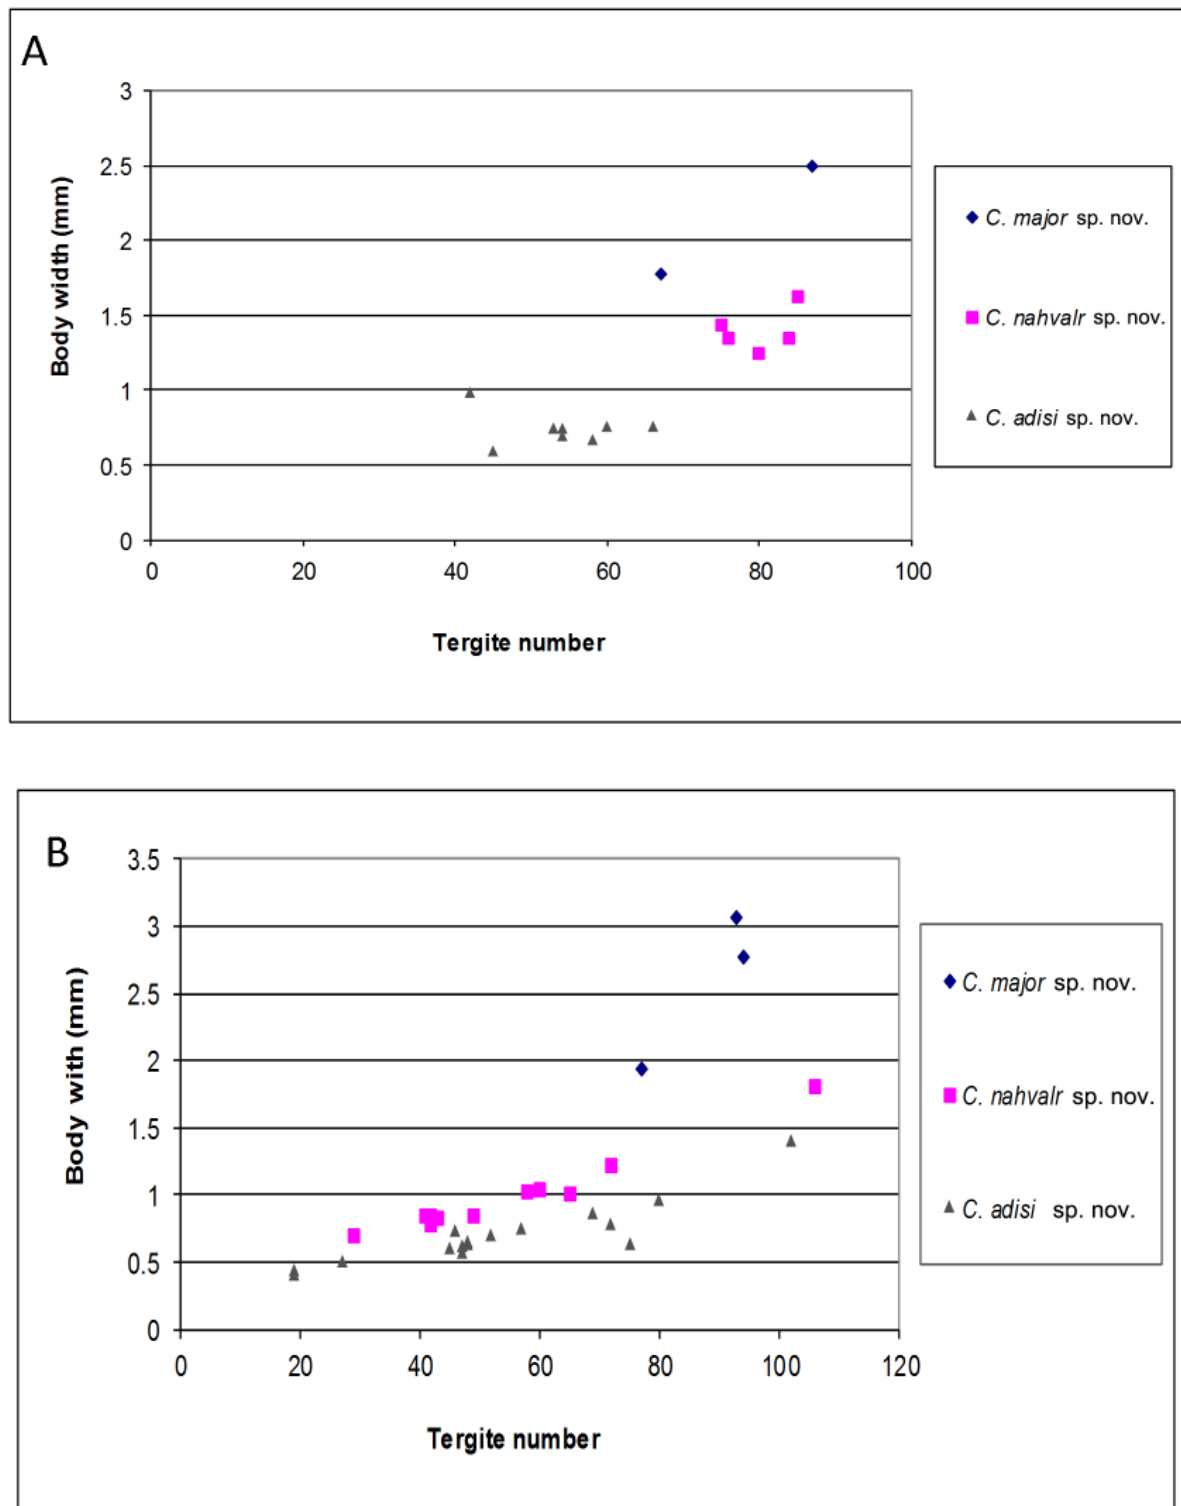 A
3
2.5
2
1.5
1
0.5
0
Body width (mm)
0 20 40 60 80 100
Tergite number
C. major sp. nov.
C. nahvalr sp. nov.
C. adisi sp. nov.
B
3.5
3
2.5
2
1.5
1
0.5
0
Body with (mm)
0 20 40 60 80 100 120
Tergite number
C. major sp. nov.
C. nahvalr sp. nov.
C. adisi sp. nov.